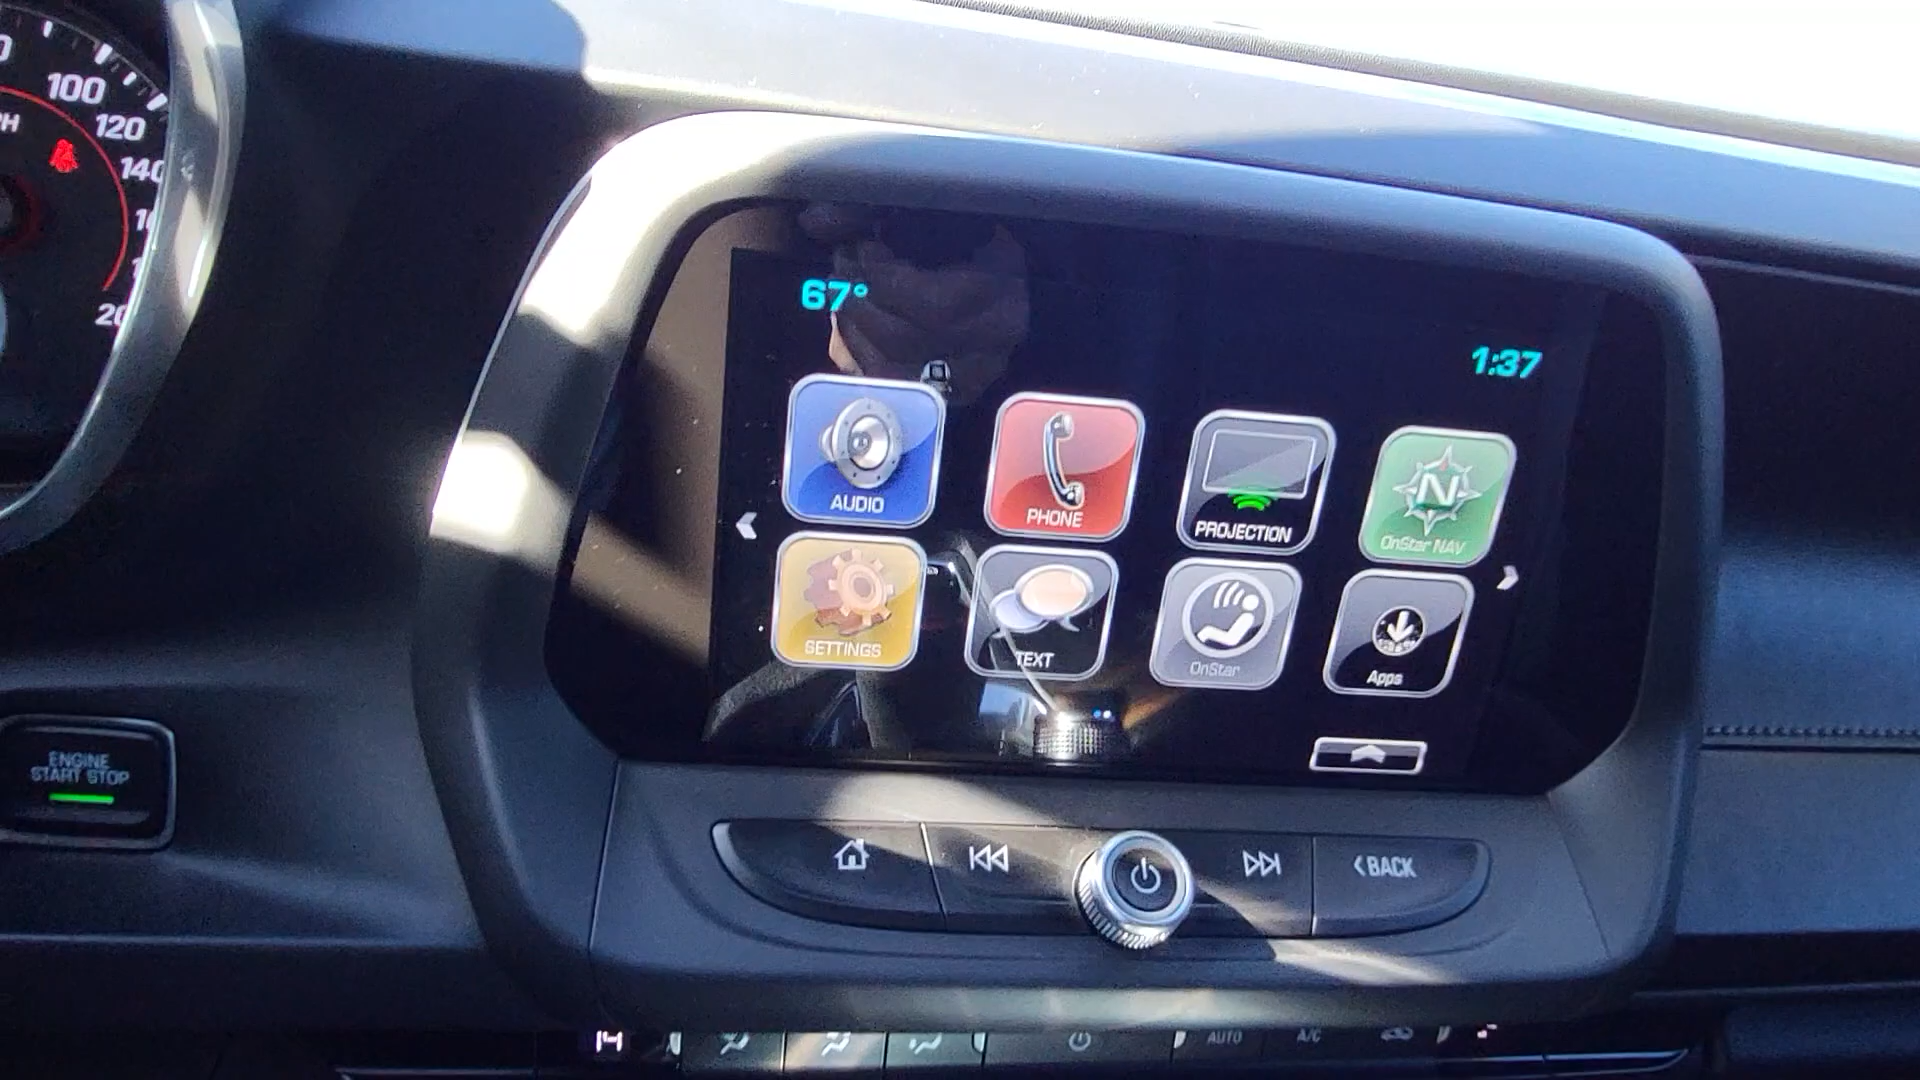 100
120
140
20
67°
1:37
AUDIO
PHONE
PROJECTION
N
OnStar NAV
SETTINGS
TEXT
OnStar
Apps
ENGINE
START STOP
BACK
AUTO
A/C